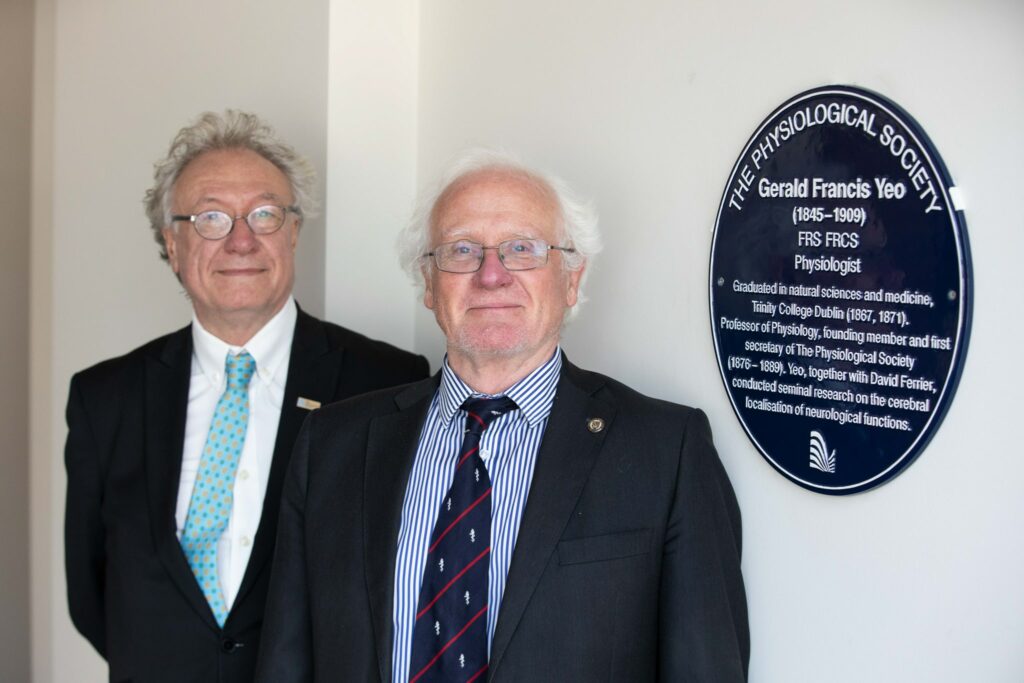 THE PHYSIOLOGICAL SOCIETY
Gerald Francis Yeo
(1845–1909)
FRS FRCS
Physiologist
Graduated in natural sciences and medicine,
Trinity College Dublin (1867, 1871).
Professor of Physiology, founding member and first
secretary of The Physiological Society
(1876–1889). Yeo, together with David Ferrier,
conducted seminal research on the cerebral
localisation of neurological functions.